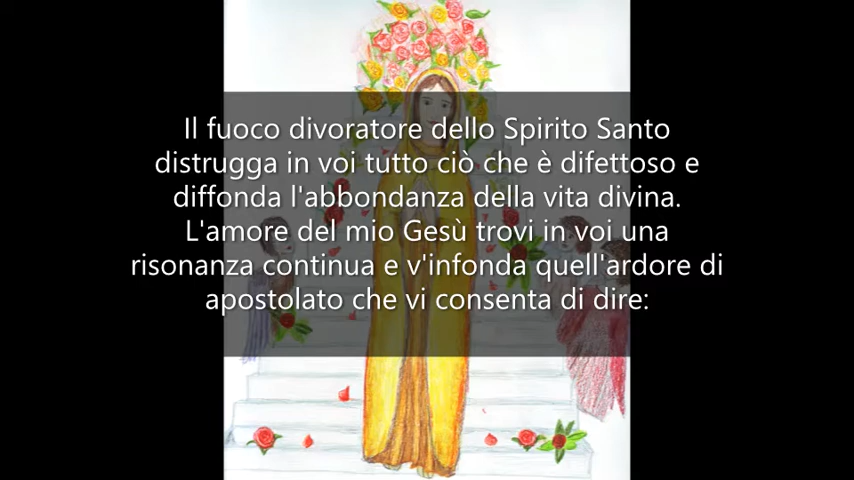 Il fuoco divoratore dello Spirito Santo
distrugga in voi tutto ciò che è difettoso e
diffonda l'abbondanza della vita divina.
L'amore del mio Gesù trovi in voi una
risonanza continua e v'infonda quell'ardore di
apostolato che vi consenta di dire: